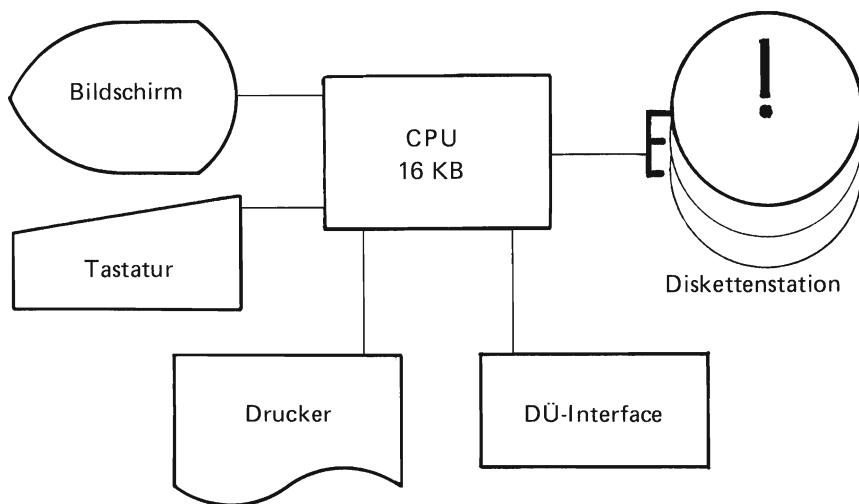 Bildschirm
CPU
16 KB
Tastatur
Diskettenstation
Drucker
DÜ-Interface